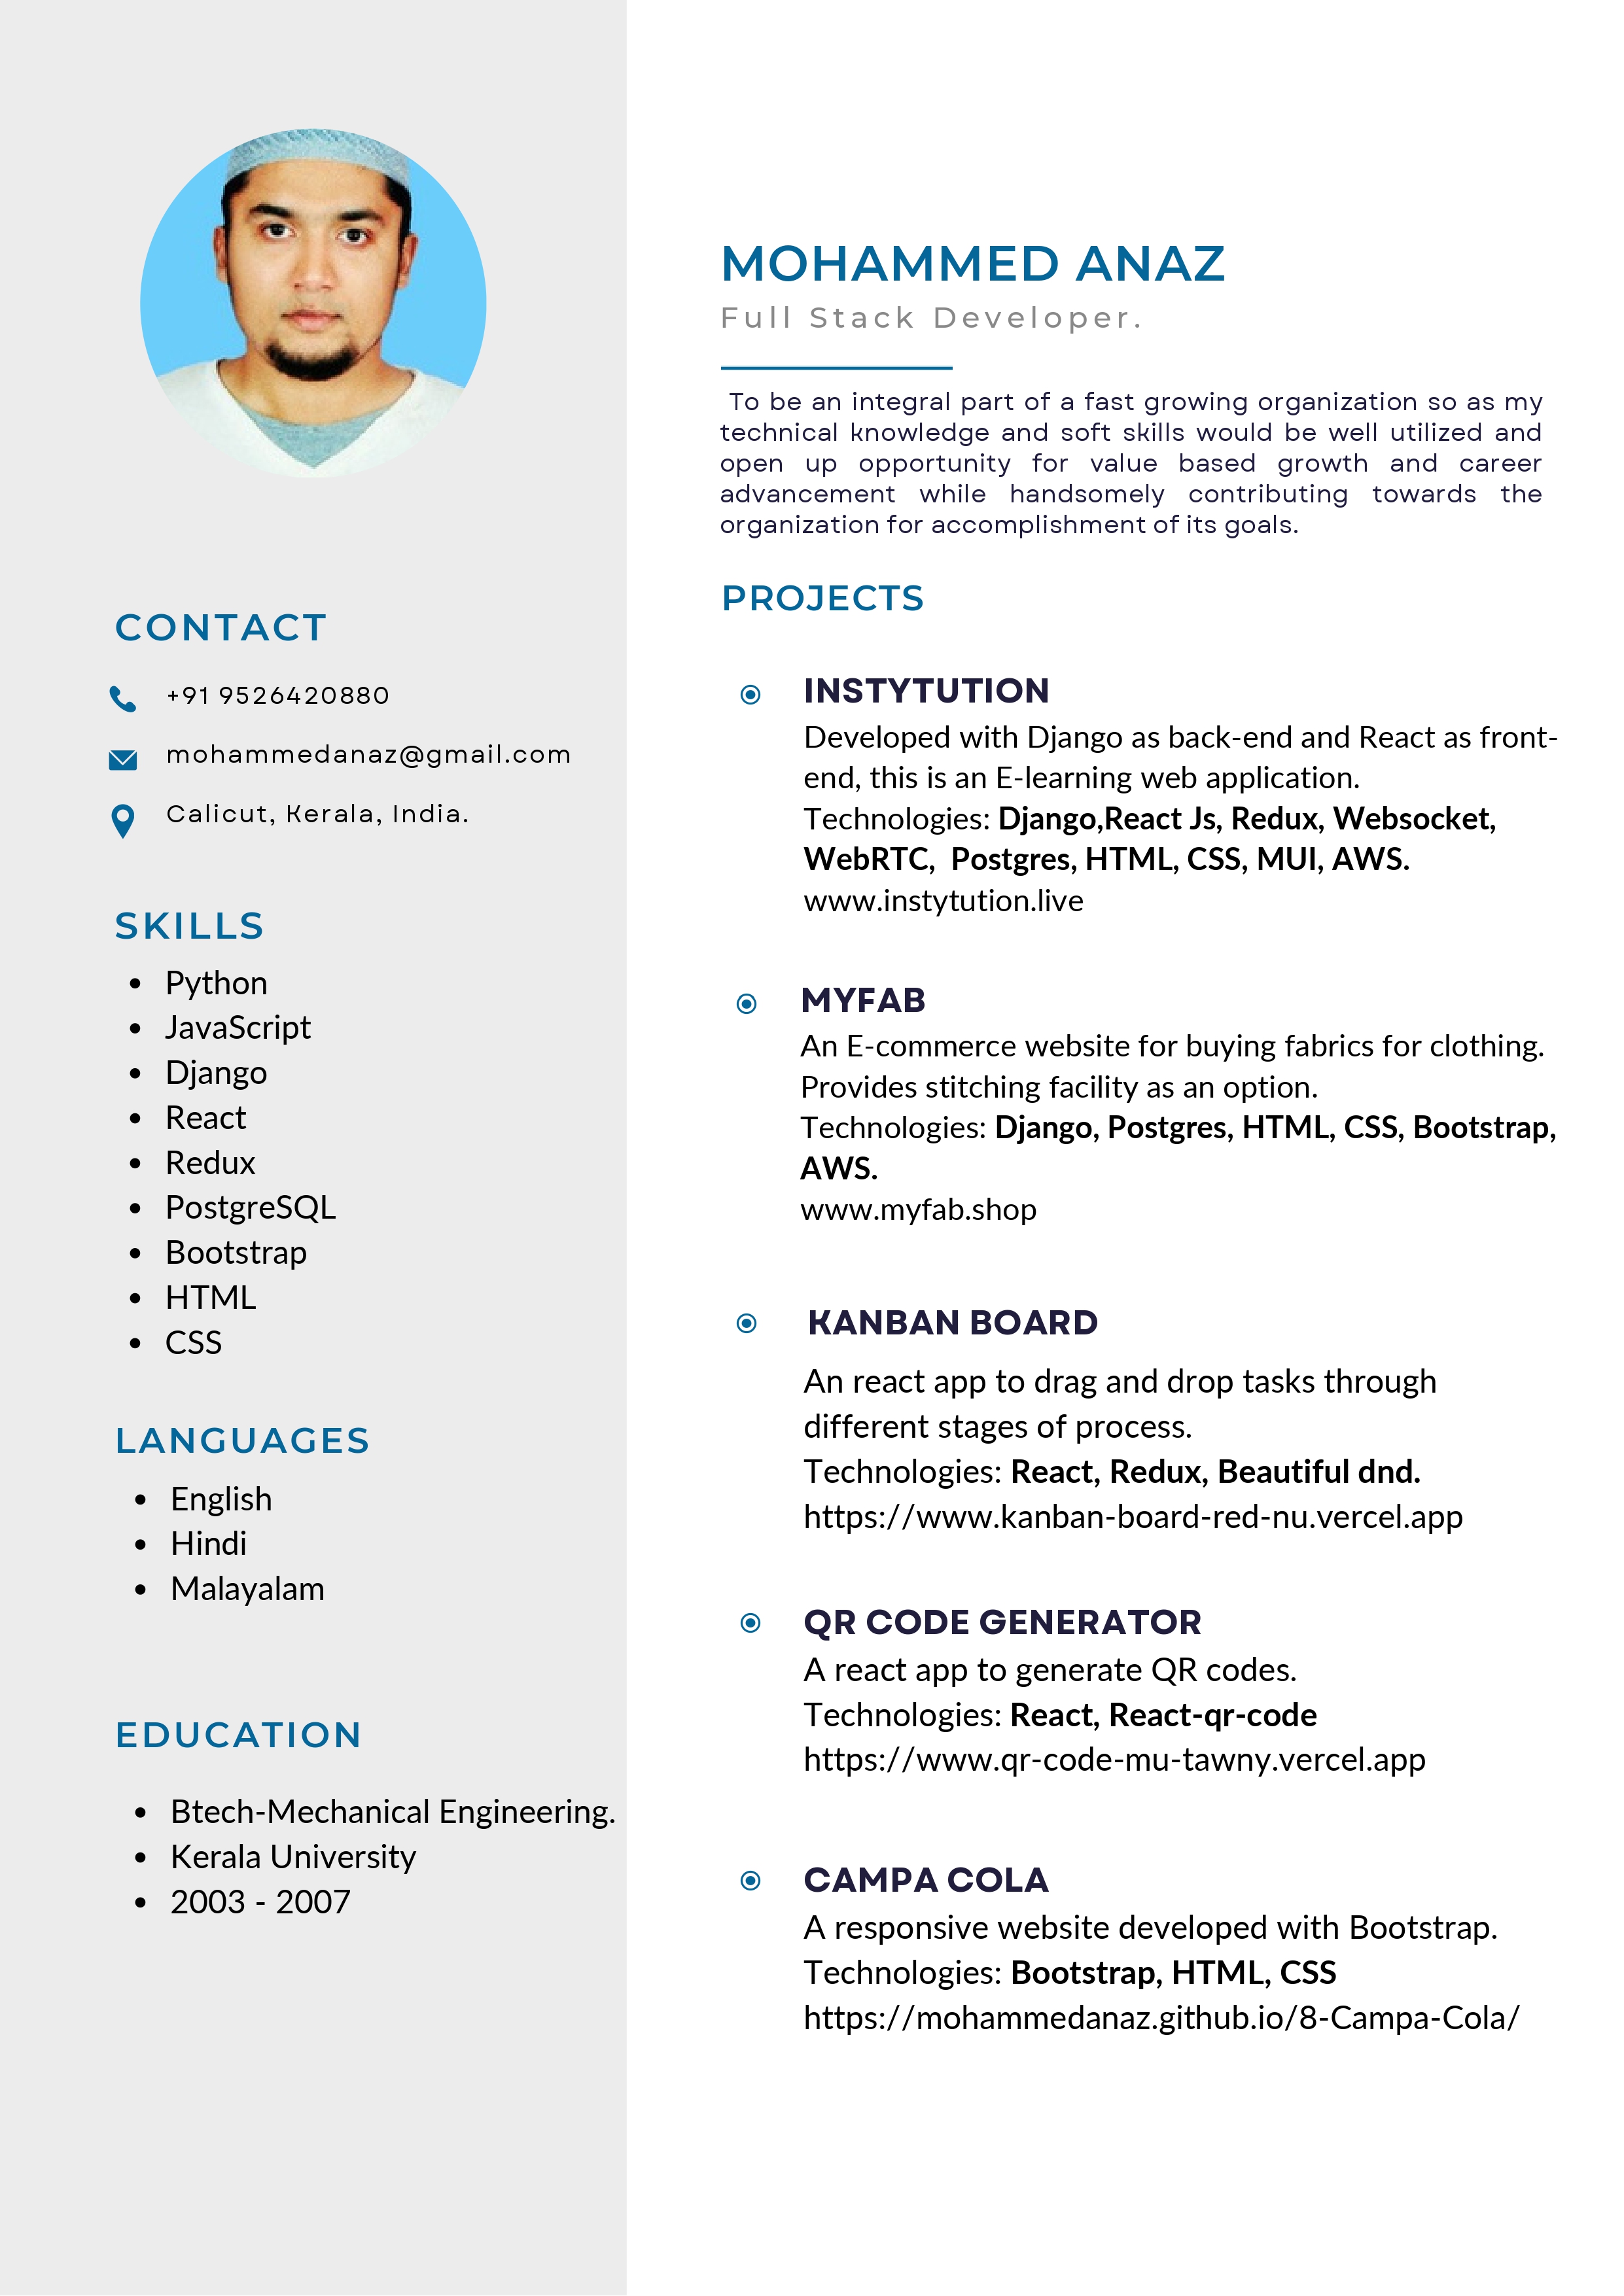 CONTACT
+91 9526420880
mohammedanaz@gmail.com
Calicut, Kerala, India.
SKILLS
Python
JavaScript
Django
React
Redux
PostgreSQL
Bootstrap
HTML
CSS
LANGUAGES
English
Hindi
Malayalam
EDUCATION
Btech-Mechanical Engineering.
Kerala University
2003 - 2007
MOHAMMED ANAZ
Full Stack Developer.
To be an integral part of a fast growing organization so as my
technical knowledge and soft skills would be well utilized and
open up opportunity for value based growth and career
advancement while handsomely contributing towards the
organization for accomplishment of its goals.
PROJECTS
INSTYTUTION
Developed with Django as back-end and React as front-
end, this is an E-learning web application.
Technologies: Django,React Js, Redux, Websocket,
WebRTC,  Postgres, HTML, CSS, MUI, AWS.
www.instytution.live
MYFAB
An E-commerce website for buying fabrics for clothing.
Provides stitching facility as an option.
Technologies: Django, Postgres, HTML, CSS, Bootstrap,
AWS.
www.myfab.shop
KANBAN BOARD
An react app to drag and drop tasks through
different stages of process.
Technologies: React, Redux, Beautiful dnd.
https://www.kanban-board-red-nu.vercel.app
QR CODE GENERATOR
A react app to generate QR codes.
Technologies: React, React-qr-code
https://www.qr-code-mu-tawny.vercel.app
CAMPA COLA
A responsive website developed with Bootstrap.
Technologies: Bootstrap, HTML, CSS
https://mohammedanaz.github.io/8-Campa-Cola/